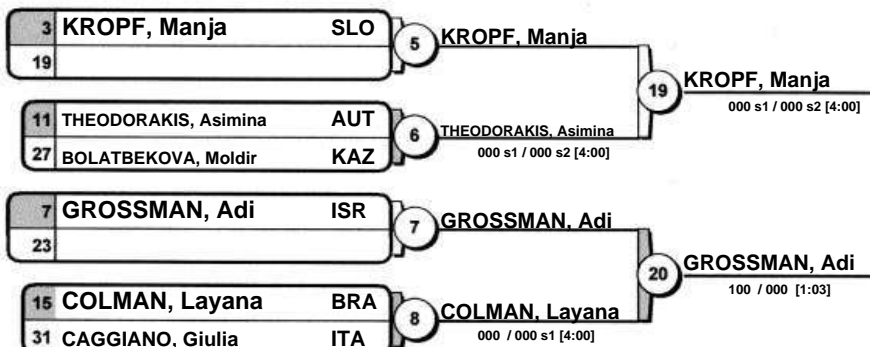 3 KROPF, Manja SLO
19
5
KROPF, Manja
11 THEODORAKIS, Asimina AUT
27 BOLATBEKOVA, Moldir KAZ
6
THEODORAKIS, Asimina
000 s1 / 000 s2 [4:00]
19
KROPF, Manja
000 s1 / 000 s2 [4:00]
7 GROSSMAN, Adi ISR
23
7
GROSSMAN, Adi
15 COLMAN, Layana BRA
31 CAGGIANO, Giulia ITA
8
COLMAN, Layana
000 / 000 s1 [4:00]
20
GROSSMAN, Adi
100 / 000 [1:03]